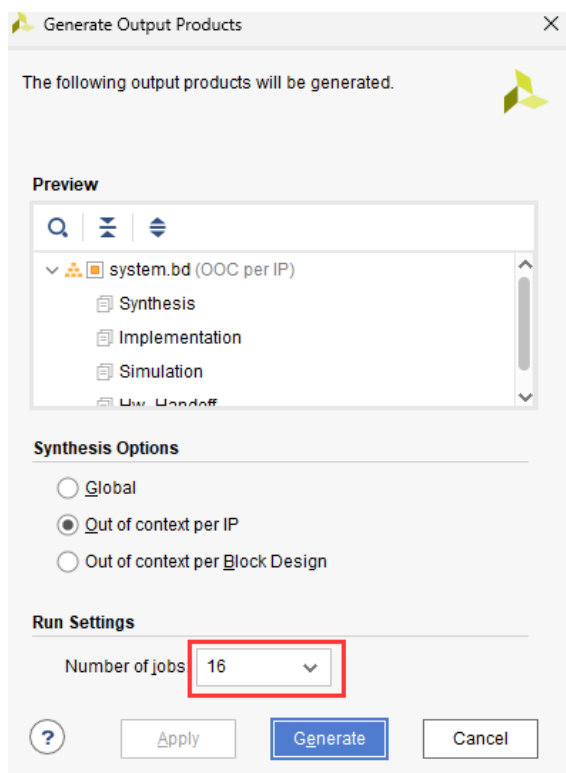 Generate Output Products
The following output products will be generated.
Preview
system.bd (OOC per IP)
Synthesis
Implementation
Simulation
Hw_Handoff
Synthesis Options
Global
Out of context per IP
Out of context per Block Design
Run Settings
Number of jobs 16
? Apply Generate Cancel